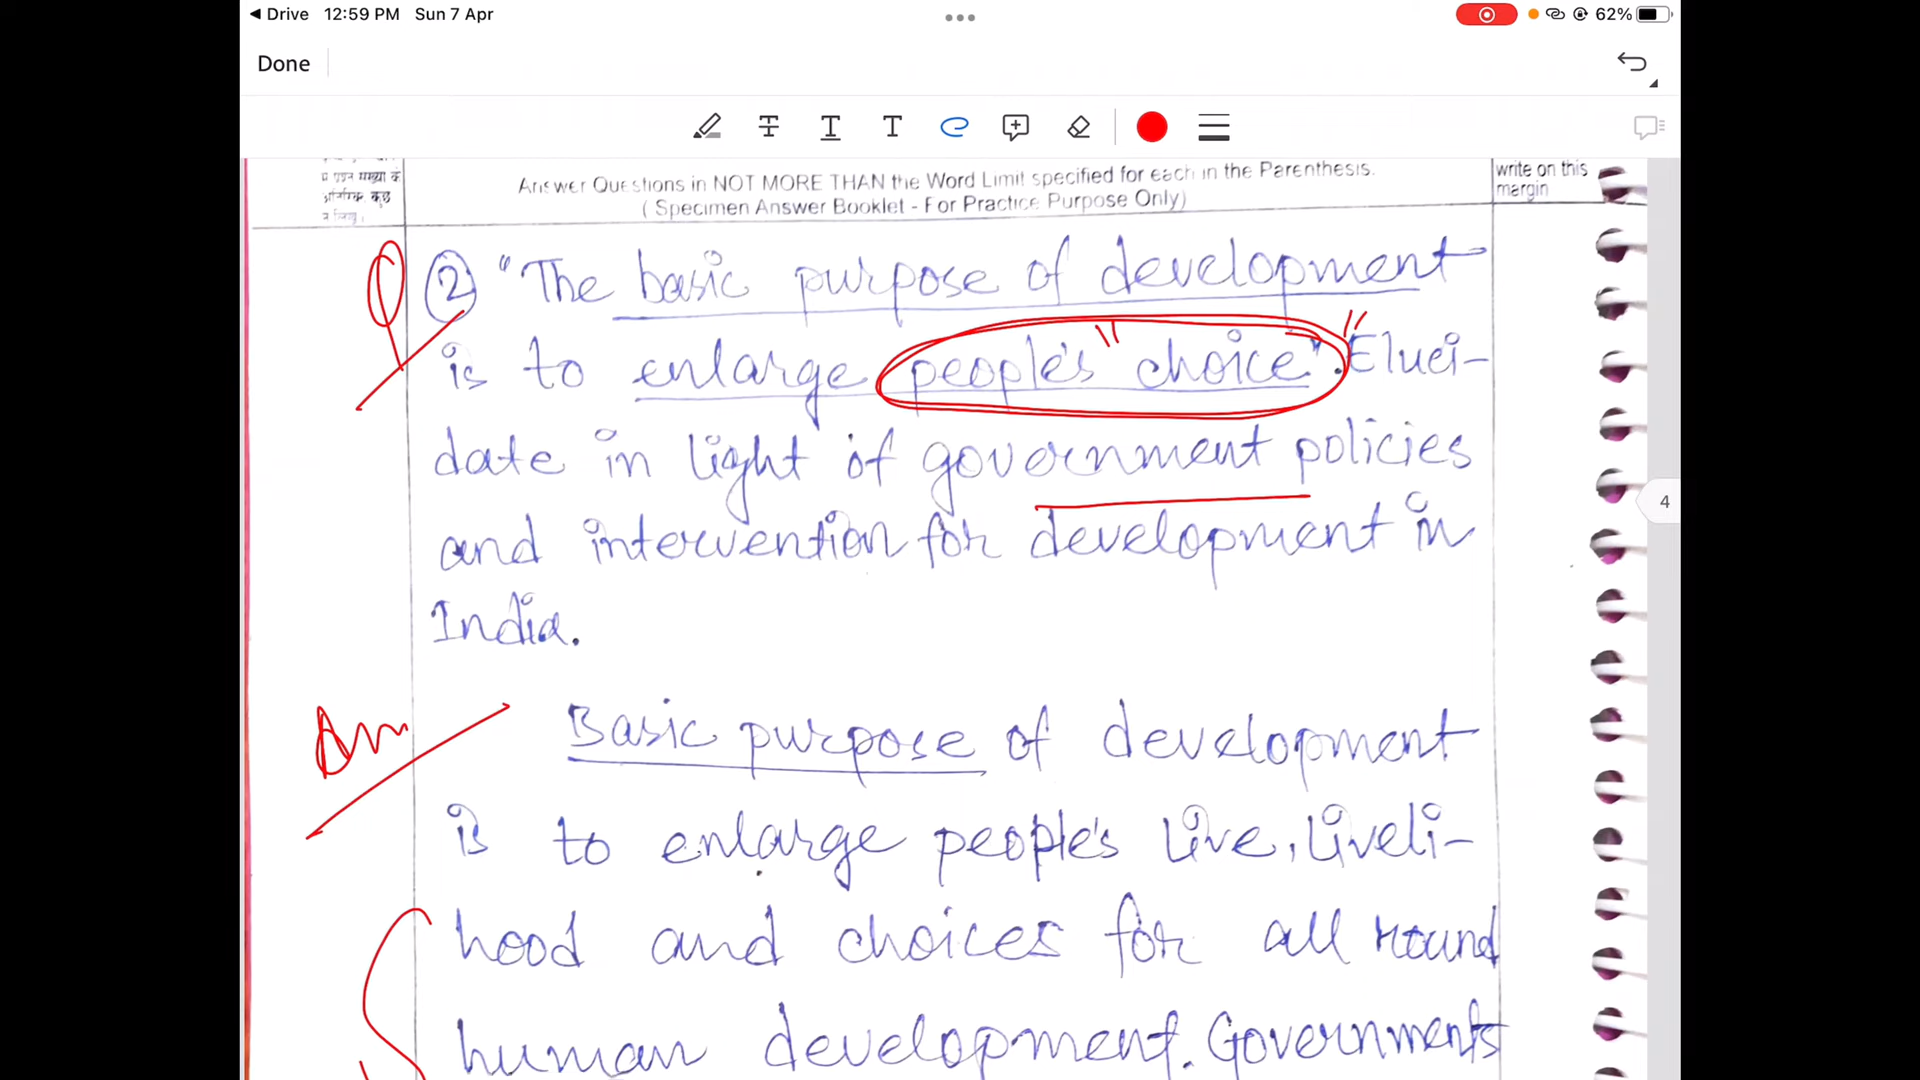 Drive 12:59 PM Sun 7 Apr 62%
Done
T T T
प्रश्न संख्या के
अतिरिक्त कुछ
Answer Questions in NOT MORE THAN the Word Limit specified for each in the Parenthesis.
( Specimen Answer Booklet - For Practice Purpose Only)
write on this
margin
Q ② "The basic purpose of development
is to enlarge people's "choice". Eluci-
date in light of government policies
and intervention for development in
India.
4
Ans
Basic purpose of development
is to enlarge people's live, liveli-
hood and choices for all round
human development. Governments